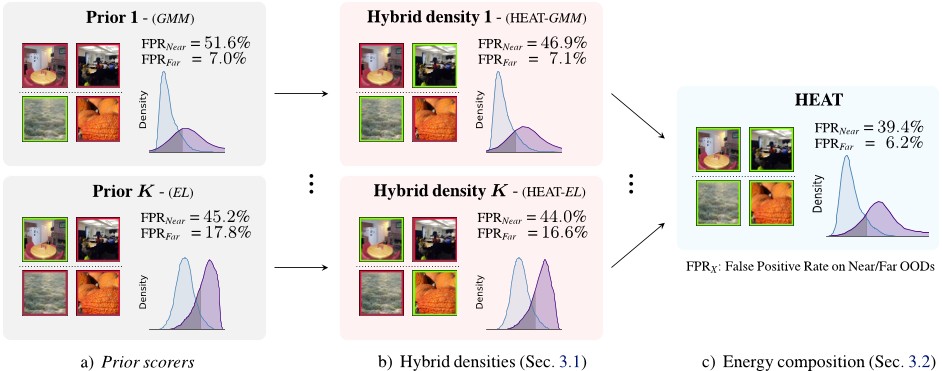 Prior 1 - (GMM)
FPR_Near = 51.6%
FPR_Far = 7.0%
Density
Prior K - (EL)
FPR_Near = 45.2%
FPR_Far = 17.8%
Density
a) Prior scorers
Hybrid density 1 - (HEAT-GMM)
FPR_Near = 46.9%
FPR_Far = 7.1%
Density
Hybrid density K - (HEAT-EL)
FPR_Near = 44.0%
FPR_Far = 16.6%
Density
b) Hybrid densities (Sec. 3.1)
HEAT
FPR_Near = 39.4%
FPR_Far = 6.2%
Density
FPR_X: False Positive Rate on Near/Far OODs
c) Energy composition (Sec. 3.2)